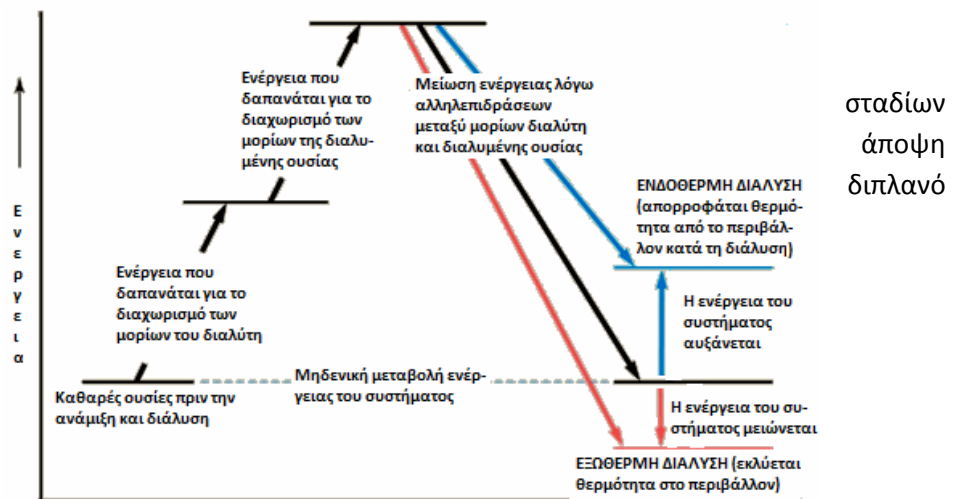 Ενέργεια που
δαπανάται για το
διαχωρισμό των
μορίων της διαλυ-
μένης ουσίας
Μείωση ενέργειας λόγω
αλληλεπιδράσεων
μεταξύ μορίων διαλύτη
και διαλυμένης ουσίας
σταδίων
άποψη
διπλανό
Ενέργεια
ΕΝΔΟΘΕΡΜΗ ΔΙΑΛΥΣΗ
(απορροφάται θερμό-
τητα από το περιβάλ-
λον κατά τη διάλυση)
Ενέργεια που
δαπανάται για το
διαχωρισμό των
μορίων του διαλύτη
Η ενέργεια του
συστήματος
αυξάνεται
Μηδενική μεταβολή ενέρ-
γειας του συστήματος
Καθαρές ουσίες πριν την
ανάμιξη και διάλυση
Η ενέργεια του συ-
στήματος μειώνεται
ΕΞΩΘΕΡΜΗ ΔΙΑΛΥΣΗ (εκλύεται
θερμότητα στο περιβάλλον)